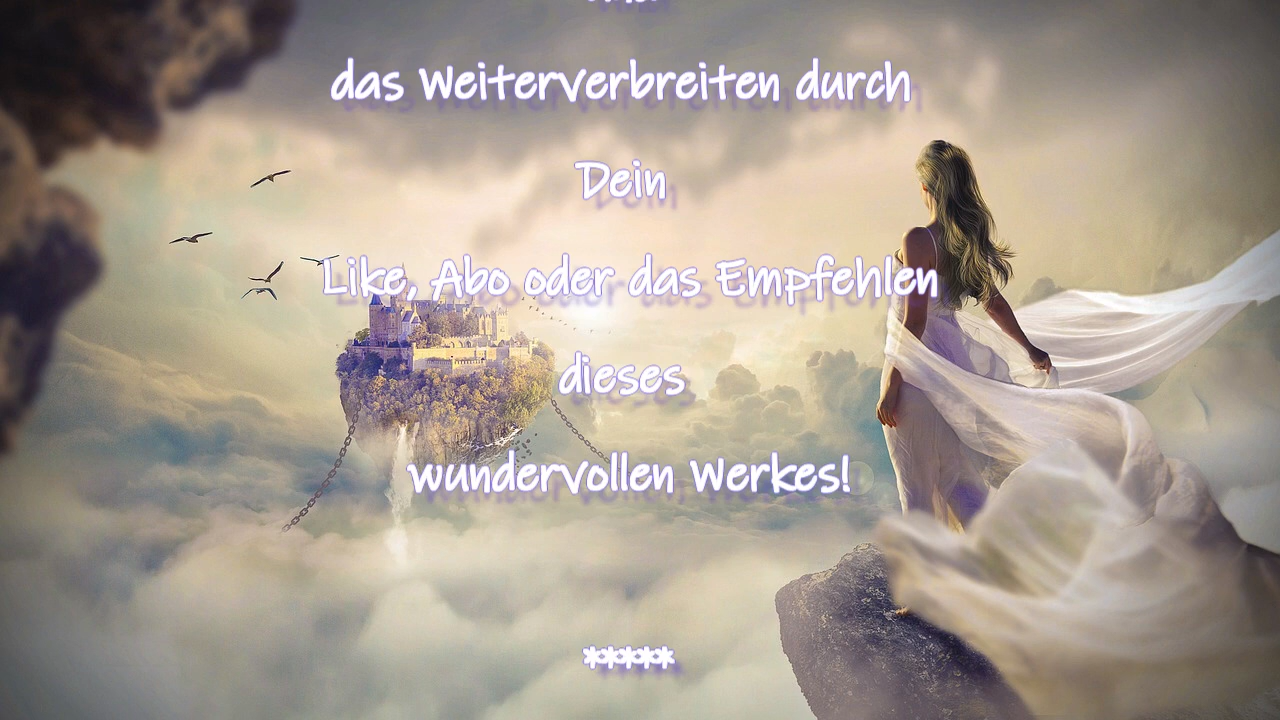 das Weiterverbreiten durch
Dein
Like, Abo oder das Empfehlen
dieses
wundervollen Werkes!
*****